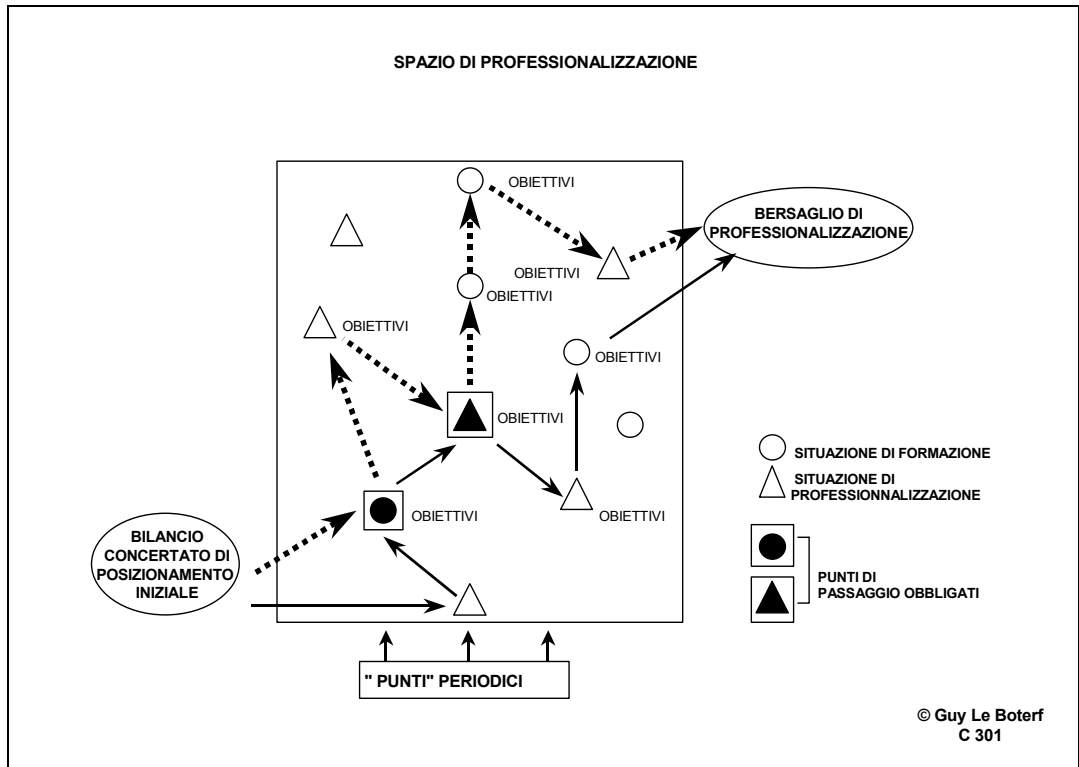 SPAZIO DI PROFESSIONALIZZAZIONE
OBIETTIVI
BERSAGLIO DI
PROFESSIONALIZZAZIONE
OBIETTIVI
OBIETTIVI
OBIETTIVI
OBIETTIVI
OBIETTIVI
SITUAZIONE DI FORMAZIONE
SITUAZIONE DI
PROFESSIONNALIZZAZIONE
OBIETTIVI
OBIETTIVI
BILANCIO
CONCERTATO DI
POSIZIONAMENTO
INIZIALE
PUNTI DI
PASSAGGIO OBBLIGATI
" PUNTI" PERIODICI
© Guy Le Boterf
C 301